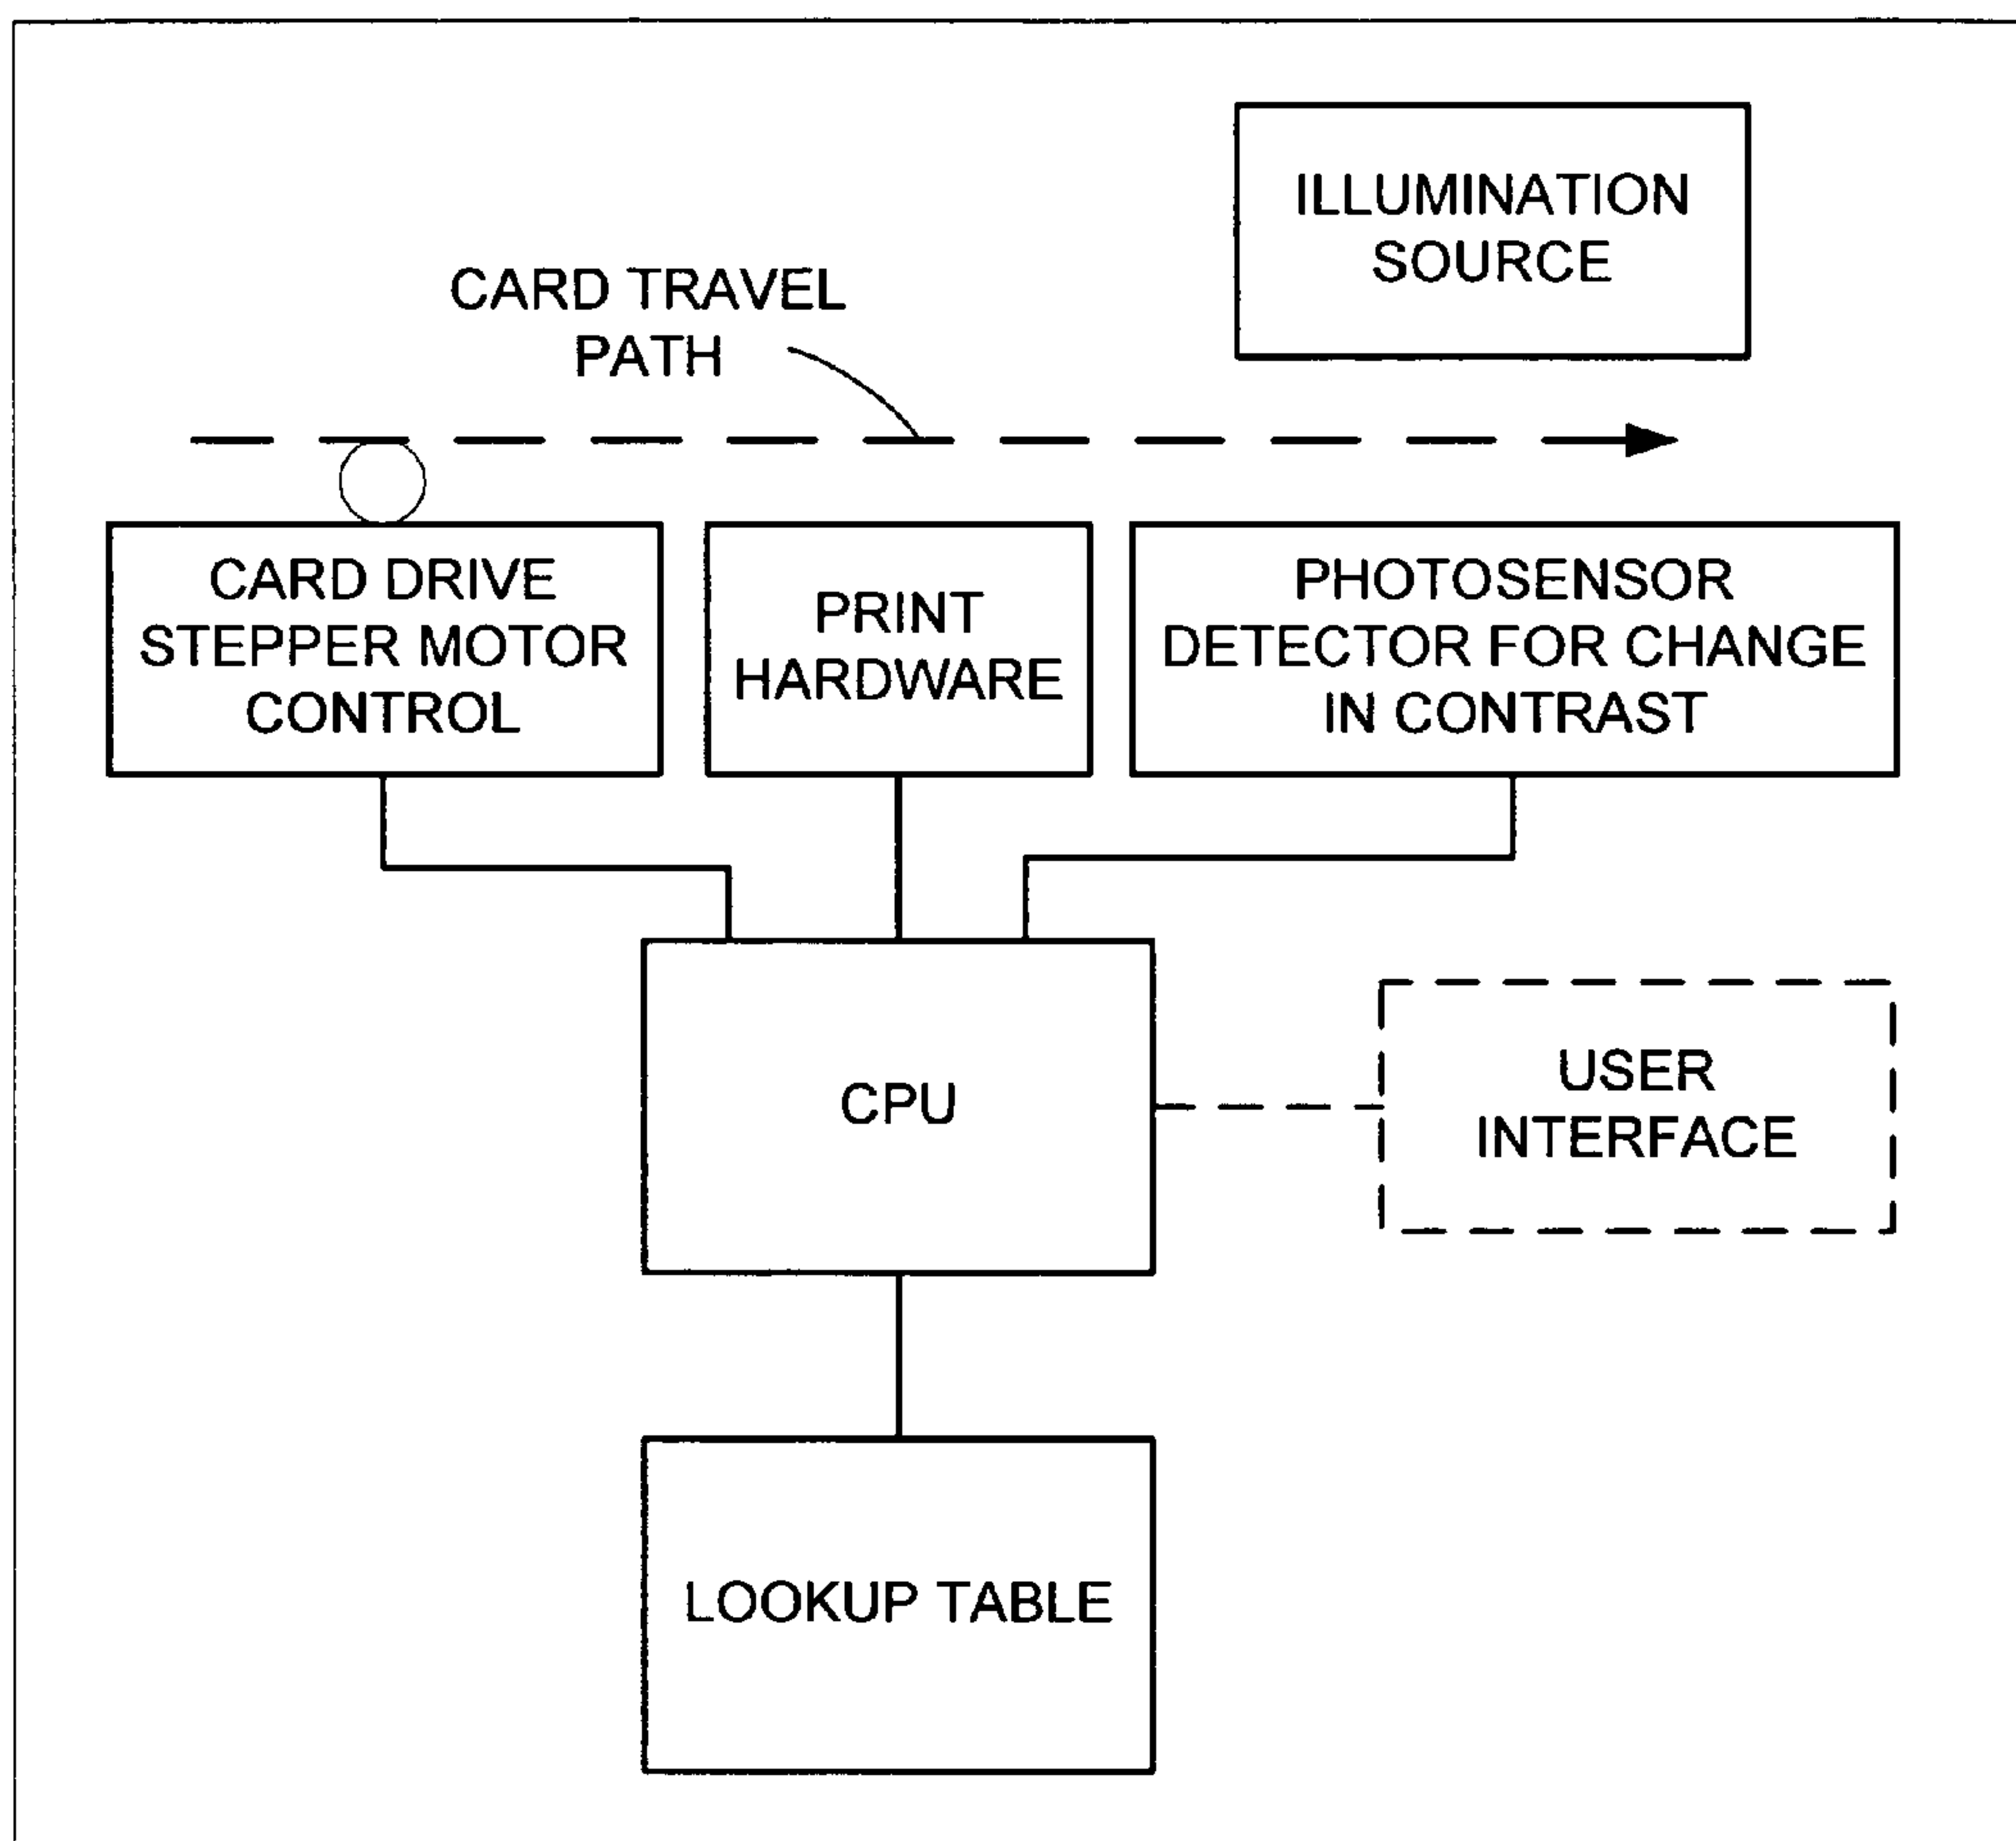 ILLUMINATION
SOURCE
CARD TRAVEL
PATH
CARD DRIVE
STEPPER MOTOR
CONTROL
PRINT
HARDWARE
PHOTOSENSOR
DETECTOR FOR CHANGE
IN CONTRAST
CPU
USER
INTERFACE
LOOKUP TABLE